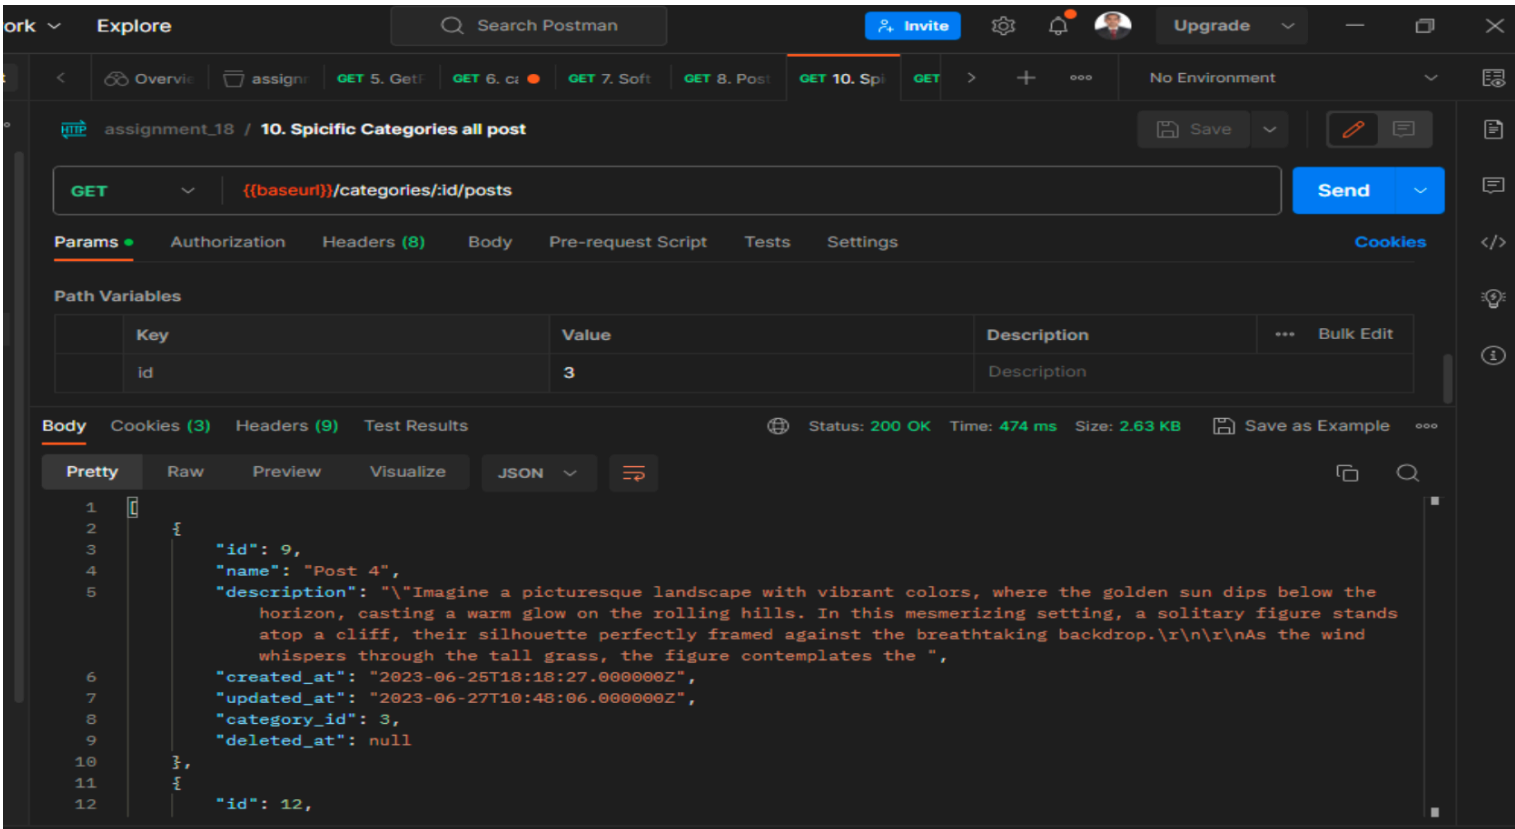 ork Explore Search Postman Invite Upgrade
Overvie assignm GET 5. GetF GET 6. ca GET 7. Soft GET 8. Post GET 10. Spi GET No Environment
HTTP assignment_18 / 10. Spicific Categories all post Save
GET {{baseurl}}/categories/:id/posts Send
Params Authorization Headers (8) Body Pre-request Script Tests Settings Cookies
Path Variables
Key Value Description Bulk Edit
id 3 Description
Body Cookies (3) Headers (9) Test Results Status: 200 OK Time: 474 ms Size: 2.63 KB Save as Example
Pretty Raw Preview Visualize JSON
1 [
2 {
3 "id": 9,
4 "name": "Post 4",
5 "description": "\"Imagine a picturesque landscape with vibrant colors, where the golden sun dips below the
horizon, casting a warm glow on the rolling hills. In this mesmerizing setting, a solitary figure stands
atop a cliff, their silhouette perfectly framed against the breathtaking backdrop.\r\n\r\nAs the wind
whispers through the tall grass, the figure contemplates the ",
6 "created_at": "2023-06-25T18:18:27.000000Z",
7 "updated_at": "2023-06-27T10:48:06.000000Z",
8 "category_id": 3,
9 "deleted_at": null
10 },
11 {
12 "id": 12,